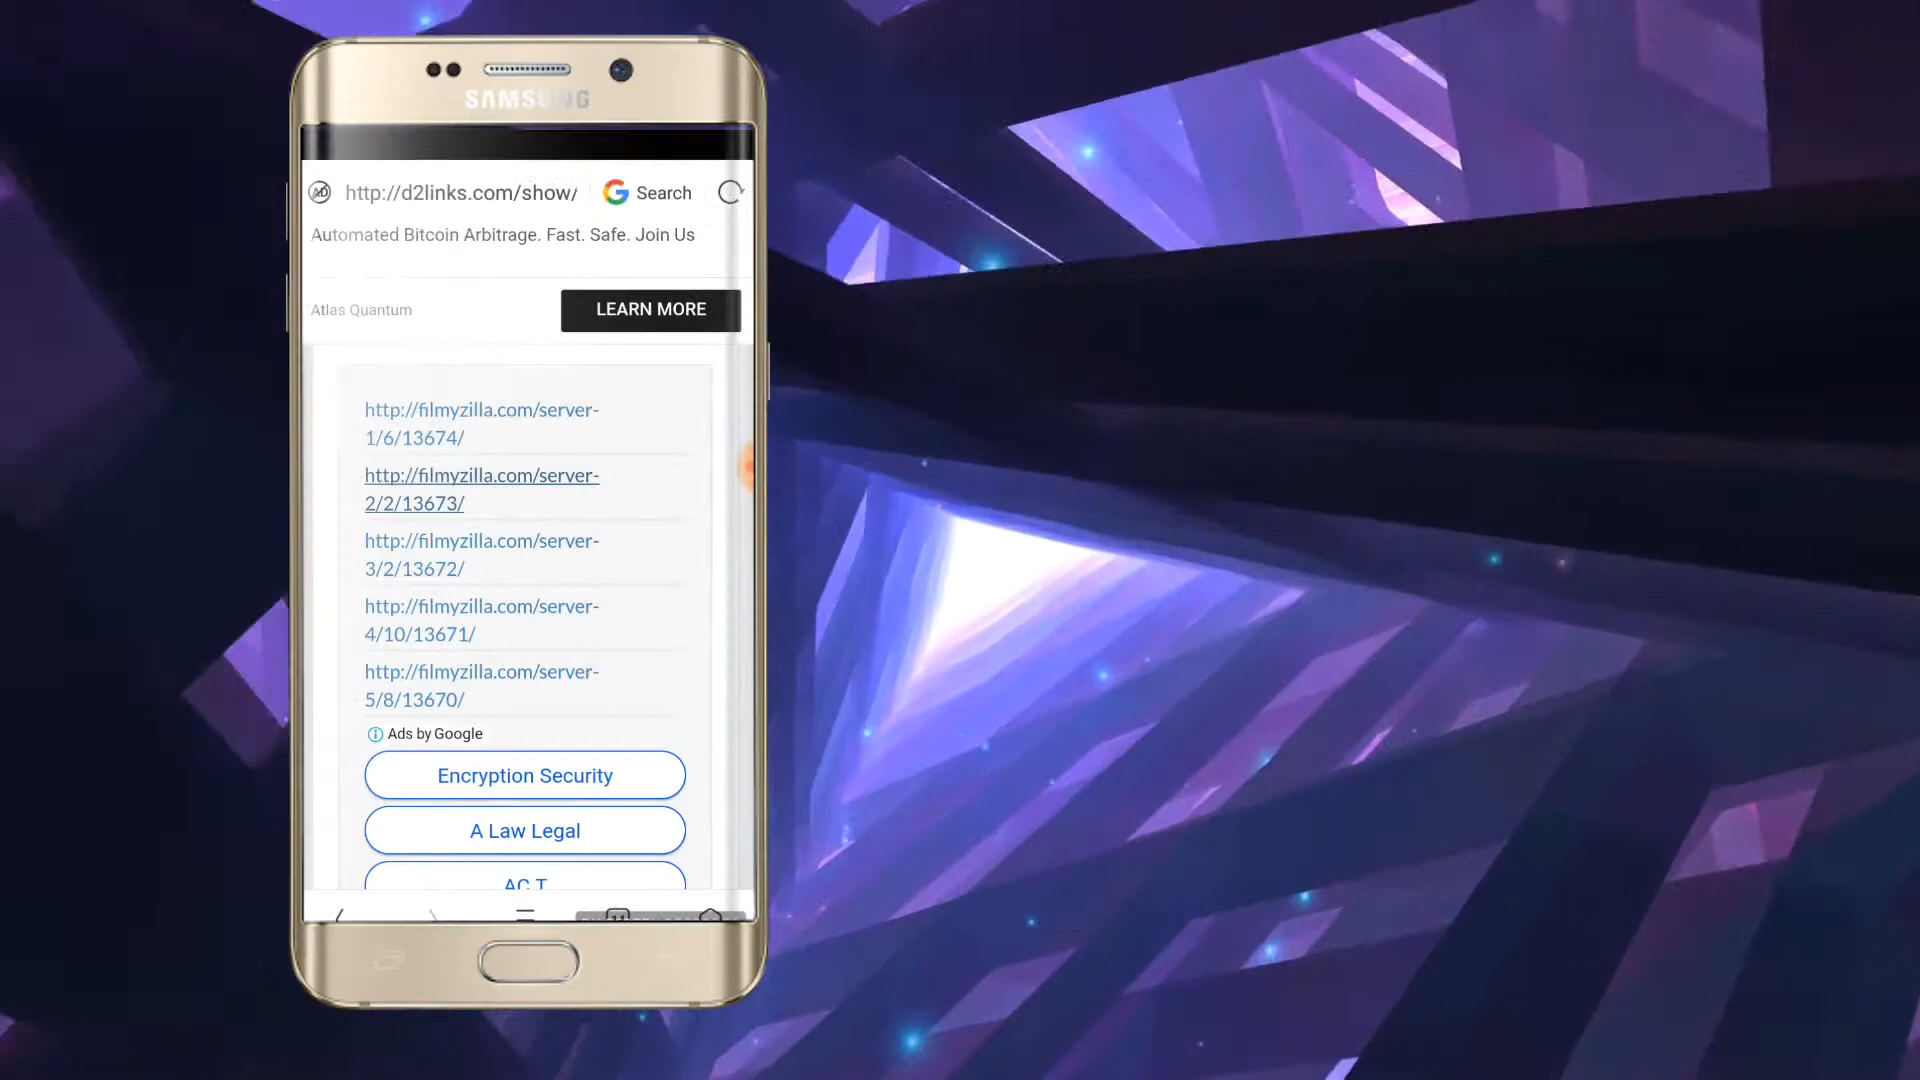 SAMSUNG
http://d2links.com/show/ Search
Automated Bitcoin Arbitrage. Fast. Safe. Join Us
Atlas Quantum LEARN MORE
http://filmyzilla.com/server-
1/6/13674/
http://filmyzilla.com/server-
2/2/13673/
http://filmyzilla.com/server-
3/2/13672/
http://filmyzilla.com/server-
4/10/13671/
http://filmyzilla.com/server-
5/8/13670/
Ads by Google
Encryption Security
A Law Legal
AC T